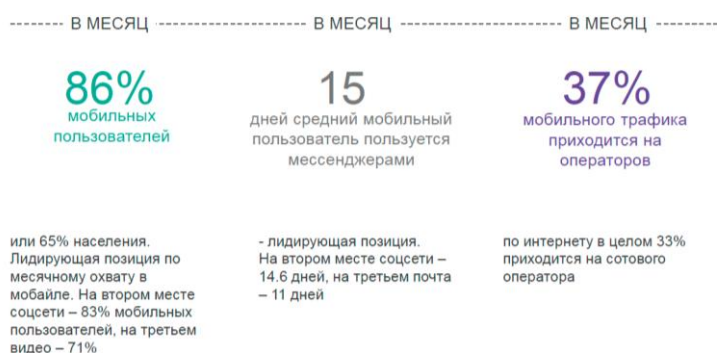 В МЕСЯЦ В МЕСЯЦ В МЕСЯЦ
86%
мобильных
пользователей
15
дней средний мобильный
пользователь пользуется
мессенджерами
37%
мобильного трафика
приходится на
операторов
или 65% населения.
Лидирующая позиция по
месячному охвату в
мобайле. На втором месте
соцсети – 83% мобильных
пользователей, на третьем
видео – 71%
- лидирующая позиция.
На втором месте соцсети –
14.6 дней, на третьем почта
– 11 дней
по интернету в целом 33%
приходится на сотового
оператора